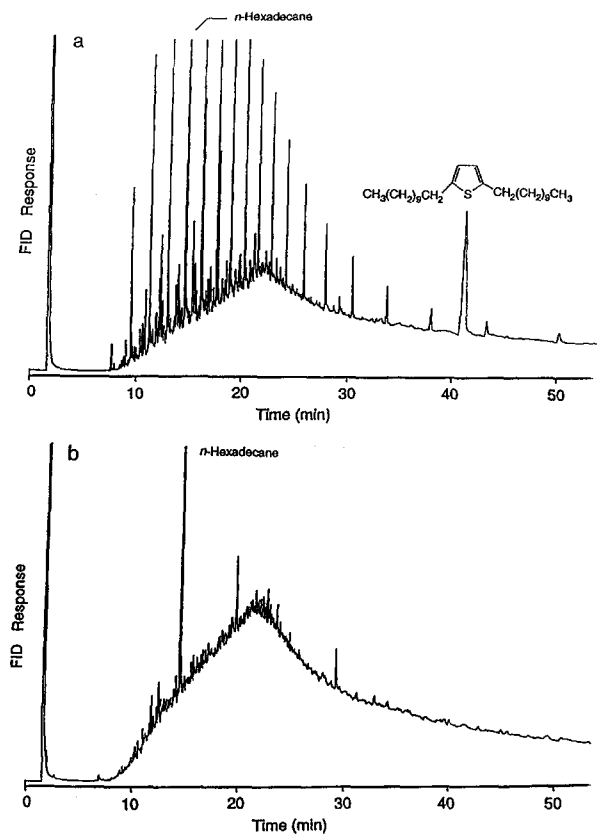 n-Hexadecane
a
CH3(CH2)9CH2 S CH2(CH2)9CH3
FID Response
0 10 20 30 40 50
Time (min)
b
n-Hexadecane
FID Response
0 10 20 30 40 50
Time (min)